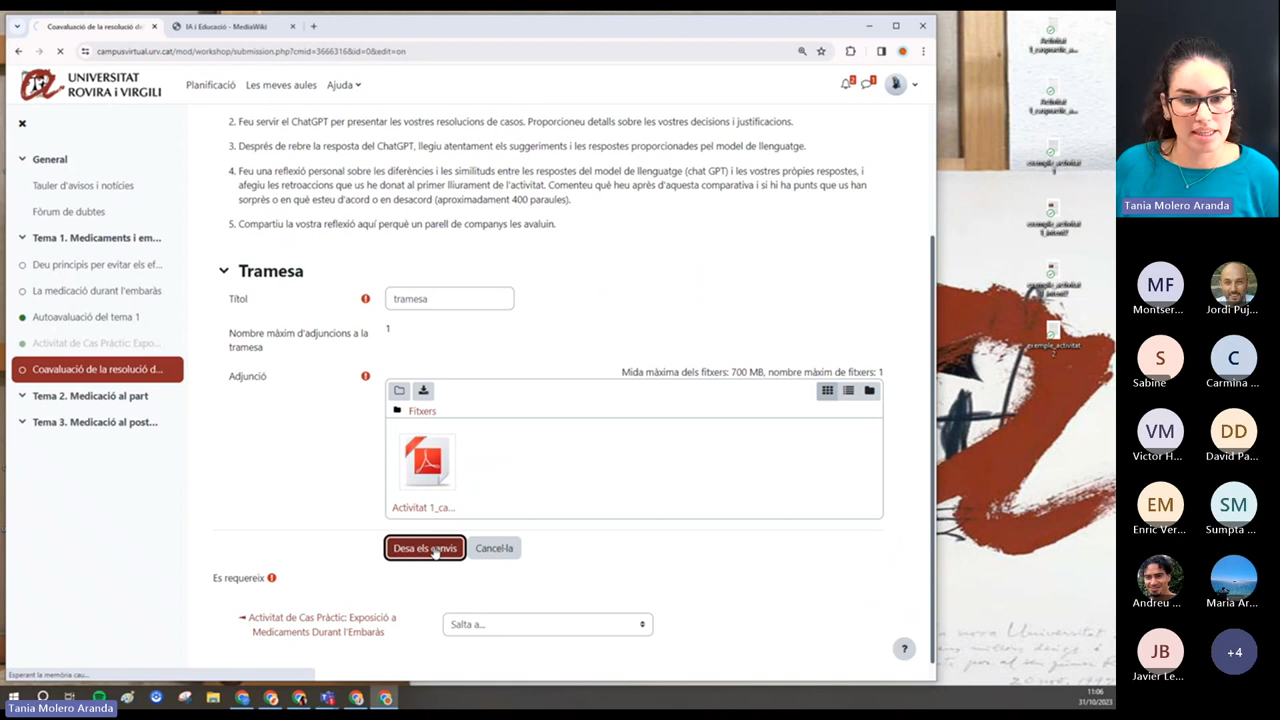 Coavaluació de la resolució de
IA i Educació - MediaWiki
campusvirtual.urv.cat/mod/workshop/submission.php?cmid=3666316&id=0&edit=on
UNIVERSITAT
ROVIRA i VIRGILI
Planificació
Les meves aules
Ajuda
General
Tauler d'avisos i notícies
Fòrum de dubtes
Tema 1. Medicaments i em...
Deu principis per evitar els ef...
La medicació durant l'embaràs
Autoavaluació del tema 1
Activitat de Cas Pràctic: Expo...
Coavaluació de la resolució d...
Tema 2. Medicació al part
Tema 3. Medicació al post...
2. Feu servir el ChatGPT per presentar les vostres resolucions de casos. Proporcioneu detalls sobre les vostres decisions i justificacions.
3. Després de rebre la resposta del ChatGPT, llegiu atentament els suggeriments i les respostes proporcionades pel model de llenguatge.
4. Feu una reflexió personal sobre les diferències i les similituds entre les respostes del model de llenguatge (chat GPT) i les vostres pròpies respostes, i
afegiu les retroaccions que us he donat al primer lliurament de l'activitat. Comenteu què heu après d'aquesta comparativa i si hi ha punts que us han
sorprès o en què esteu d'acord o en desacord (aproximadament 400 paraules).
5. Compartiu la vostra reflexió aquí perquè un parell de companys les avaluin.
Tramesa
Títol
tramesa
Nombre màxim d'adjuncions a la
tramesa
1
Adjunció
Mida màxima dels fitxers: 700 MB, nombre màxim de fitxers: 1
Fitxers
Activitat 1_ca...
Desa els canvis
Cancel·la
Es requereix
◄ Activitat de Cas Pràctic: Exposició a
Medicaments Durant l'Embaràs
Salta a...
?
Esperant la memòria cau...
Tania Molero Aranda
11:06
31/10/2023
Tania Molero Aranda
MF
Montser...
Jordi Puj...
S
Sabine
C
Carmina ...
VM
Victor H...
DD
David Pa...
EM
Enric Ver...
SM
Sumpta ...
Andreu ...
Maria Ar...
JB
Javier Le...
+4